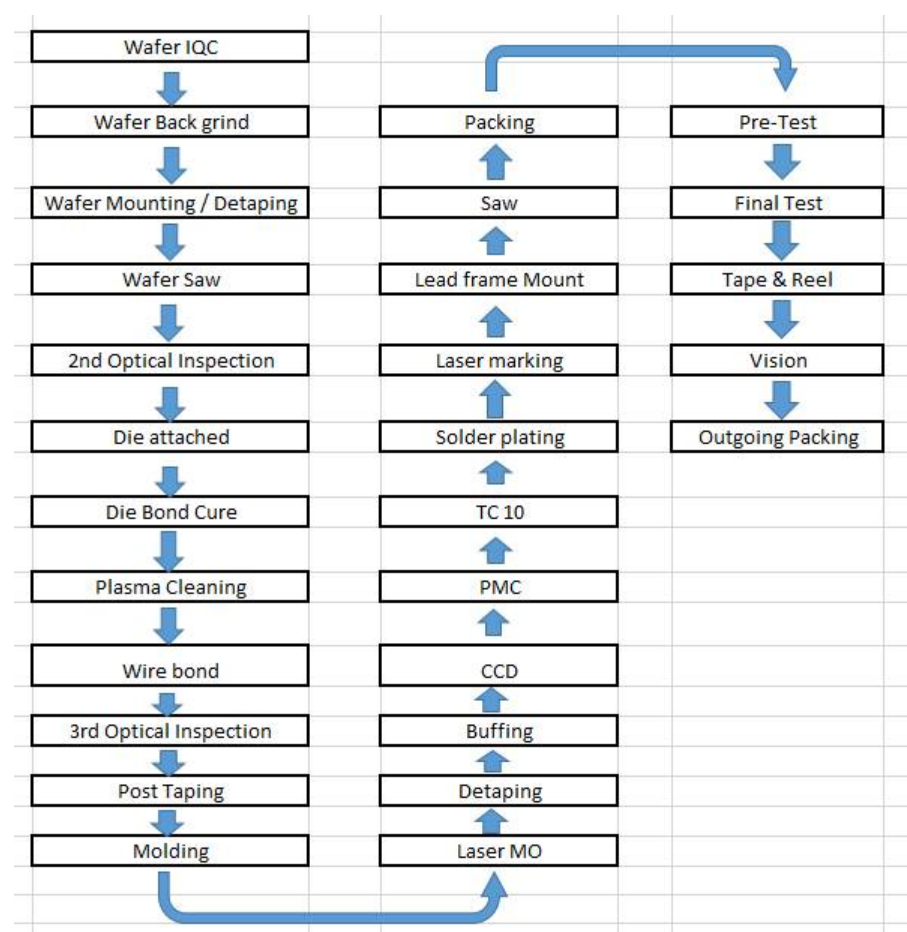 Wafer IQC
Wafer Back grind
Wafer Mounting / Detaping
Wafer Saw
2nd Optical Inspection
Die attached
Die Bond Cure
Plasma Cleaning
Wire bond
3rd Optical Inspection
Post Taping
Molding
Laser MO
Detaping
Buffing
CCD
PMC
TC 10
Solder plating
Laser marking
Lead frame Mount
Saw
Packing
Pre-Test
Final Test
Tape & Reel
Vision
Outgoing Packing